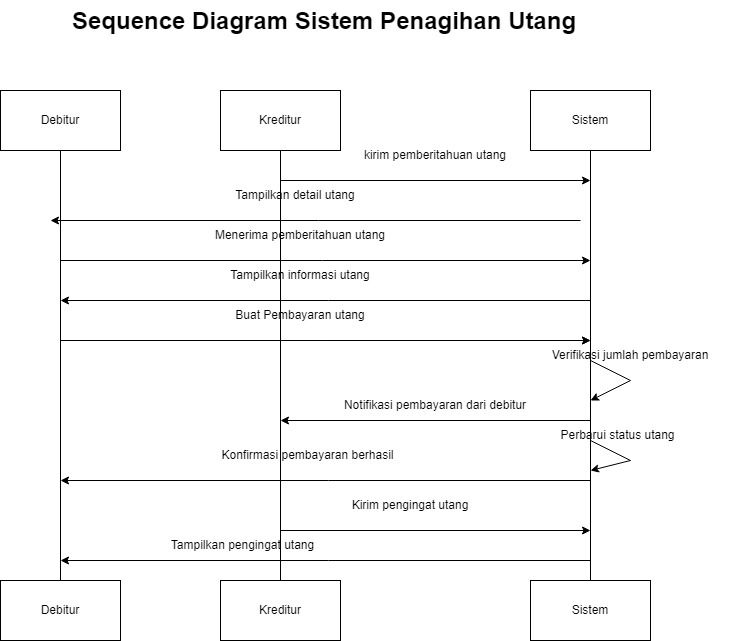 Sequence Diagram Sistem Penagihan Utang
Debitur
Kreditur
Sistem
kirim pemberitahuan utang
Tampilkan detail utang
Menerima pemberitahuan utang
Tampilkan informasi utang
Buat Pembayaran utang
Verifikasi jumlah pembayaran
Notifikasi pembayaran dari debitur
Perbarui status utang
Konfirmasi pembayaran berhasil
Kirim pengingat utang
Tampilkan pengingat utang
Debitur
Kreditur
Sistem